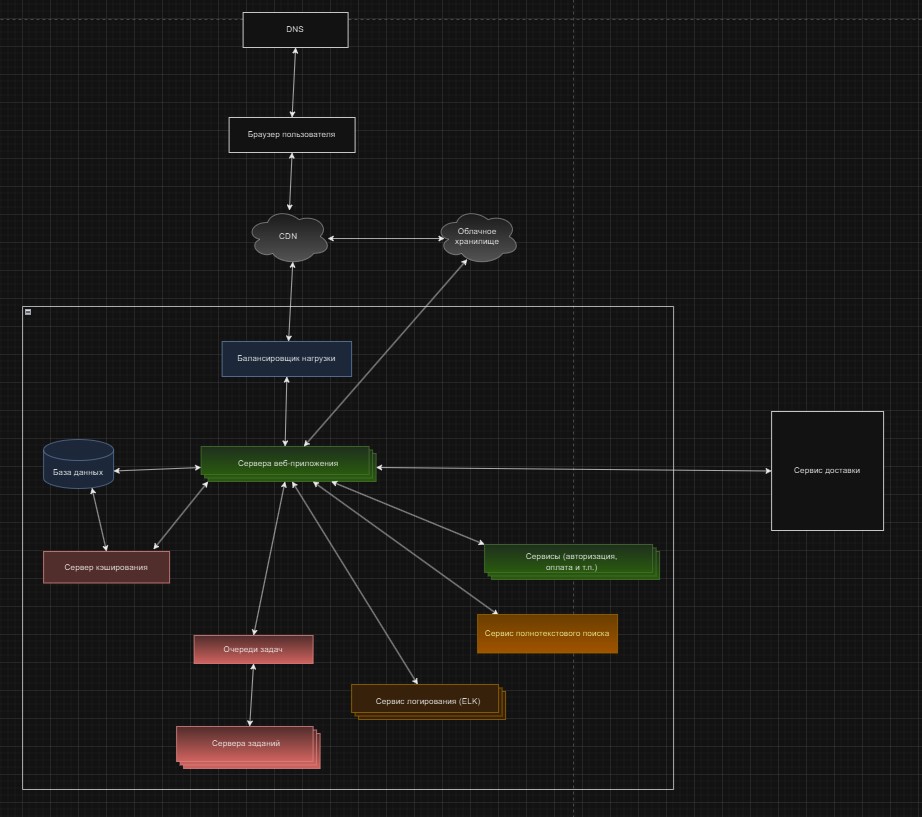 DNS
Браузер пользователя
CDN
Облачное
хранилище
Балансировщик нагрузки
База данных
Сервера веб-приложения
Сервис доставки
Сервер кэширования
Сервисы (авторизация,
оплата и т.п.)
Сервис полнотекстового поиска
Очереди задач
Сервис логирования (ELK)
Сервера заданий